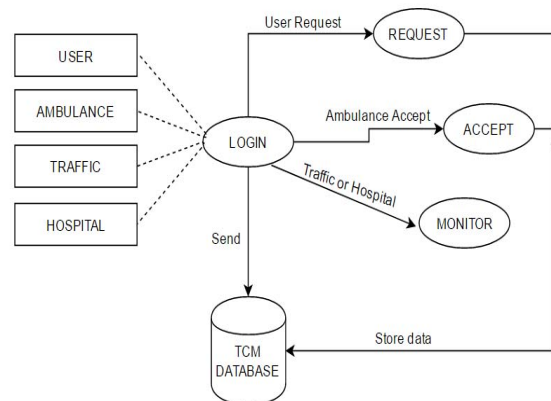 User Request
REQUEST
USER
AMBULANCE
TRAFFIC
HOSPITAL
LOGIN
Ambulance Accept
ACCEPT
Traffic or Hospital
MONITOR
Send
TCM
DATABASE
Store data